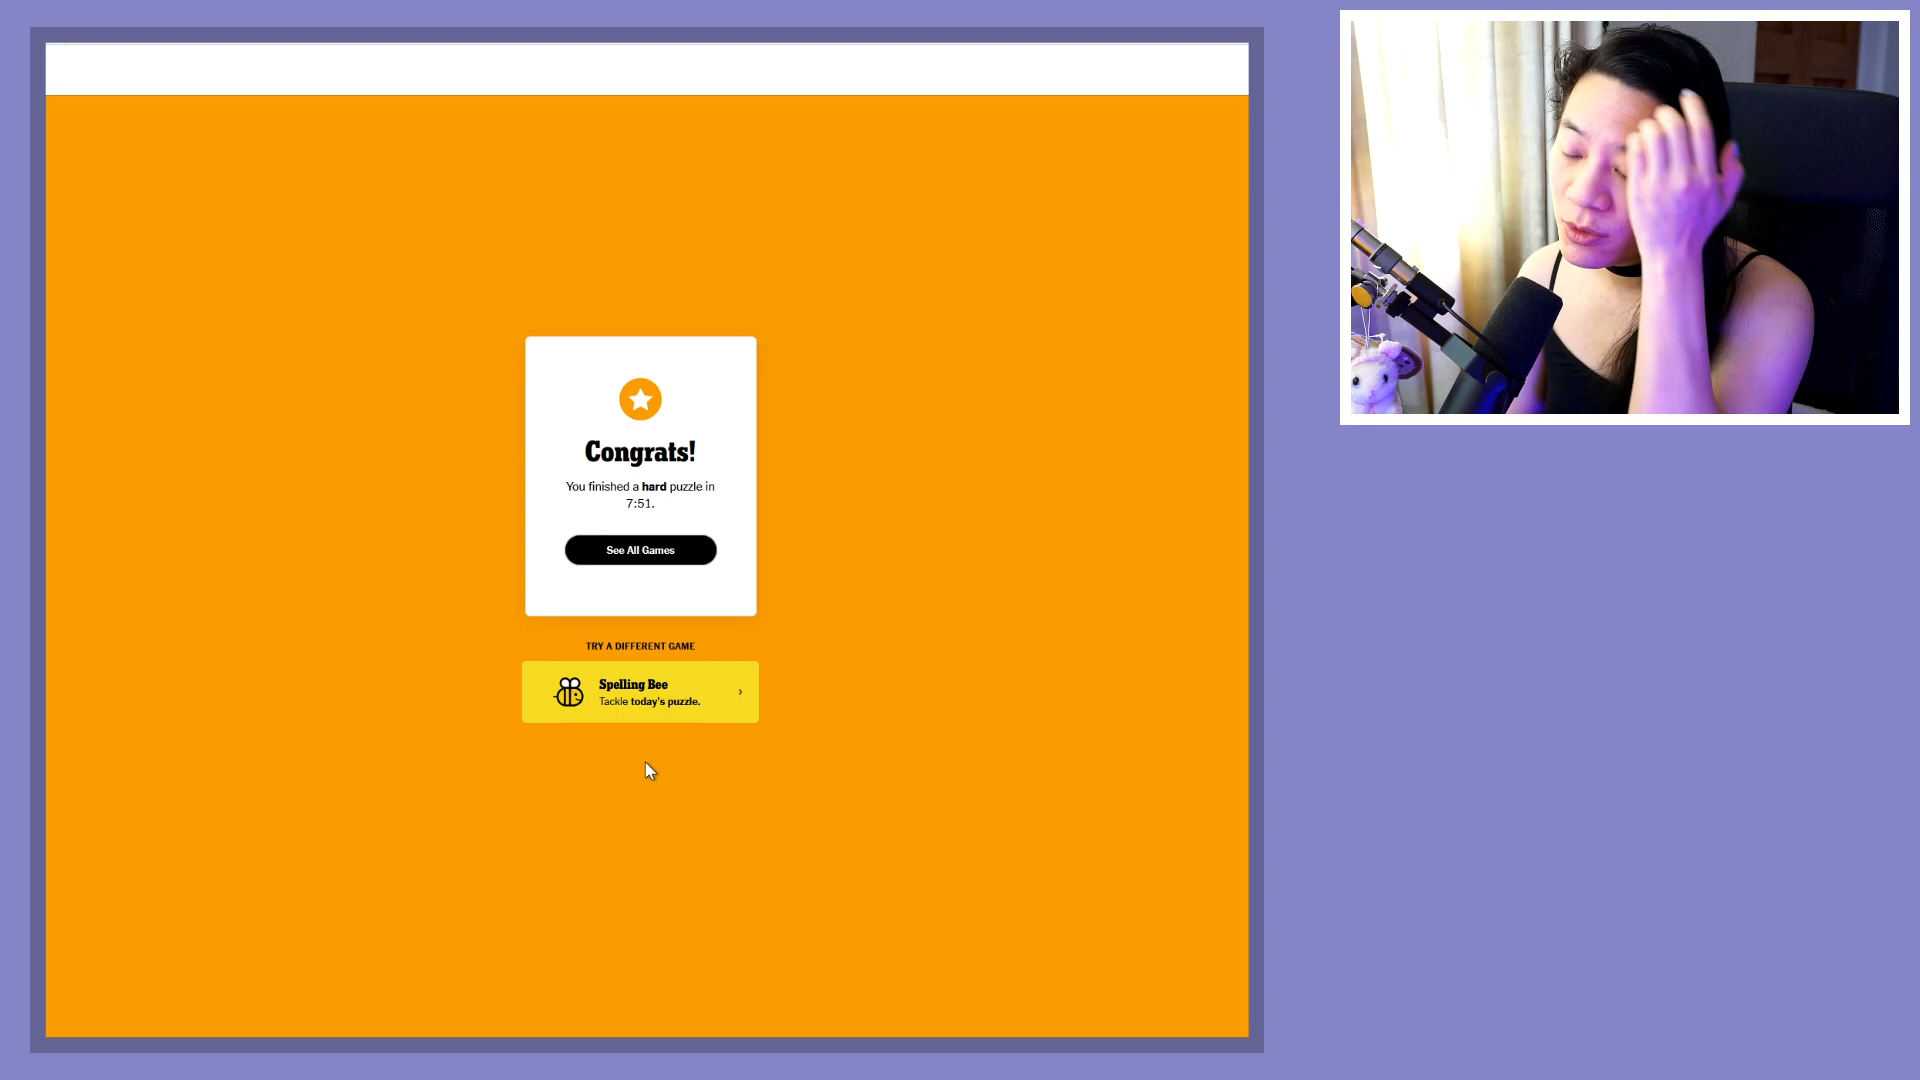 Congrats!
You finished a hard puzzle in
7:51.
See All Games
TRY A DIFFERENT GAME
Spelling Bee
Tackle today's puzzle.